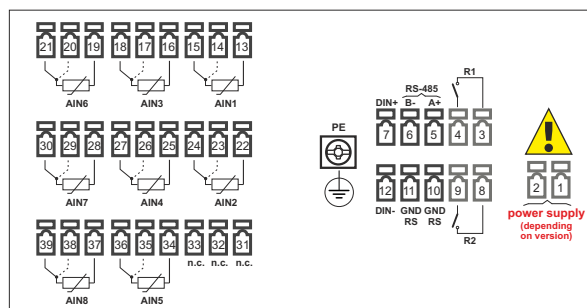 21 20 19 18 17 16 15 14 13
AIN6 AIN3 AIN1
30 29 28 27 26 25 24 23 22
AIN7 AIN4 AIN2
39 38 37 36 35 34 33 32 31
n.c. n.c. n.c.
AIN8 AIN5
PE
R1
RS-485
DIN+ B- A+
7 6 5 4 3
12 11 10 9 8
DIN- GND RS GND RS
R2
2 1
power supply
(depending
on version)